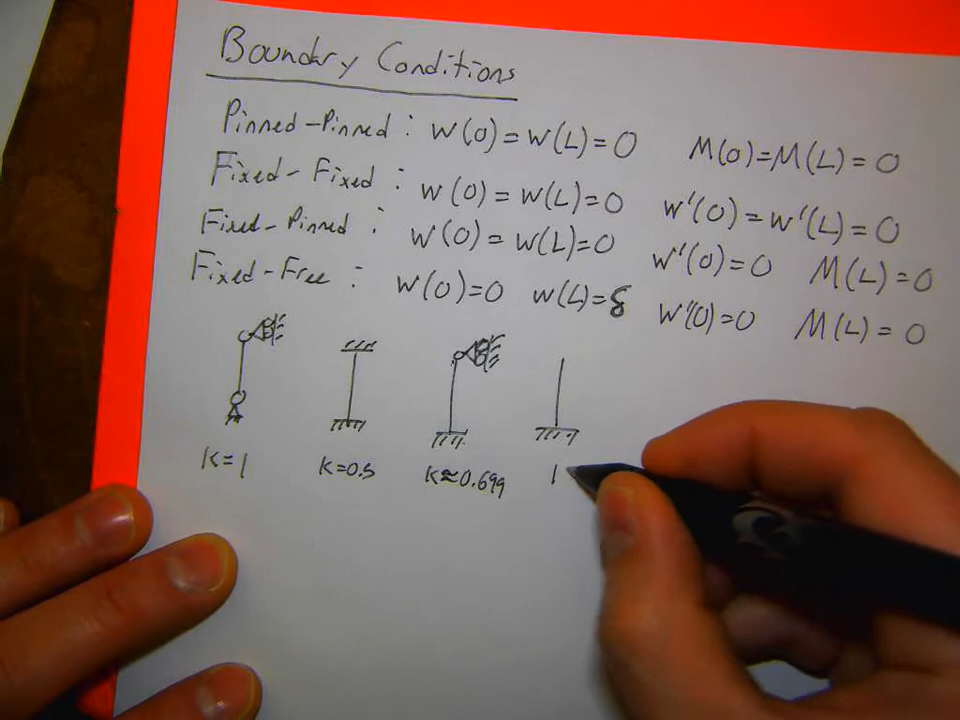 Boundary Conditions
Pinned-Pinned: w(0)=w(L)=0 M(0)=M(L)=0
Fixed-Fixed: w(0)=w(L)=0 w'(0)=w'(L)=0
Fixed-Pinned: w(0)=w(L)=0 w'(0)=0 M(L)=0
Fixed-Free: w(0)=0 w(L)=δ w'(0)=0 M(L)=0
K=1 K=0.5 K≈0.699